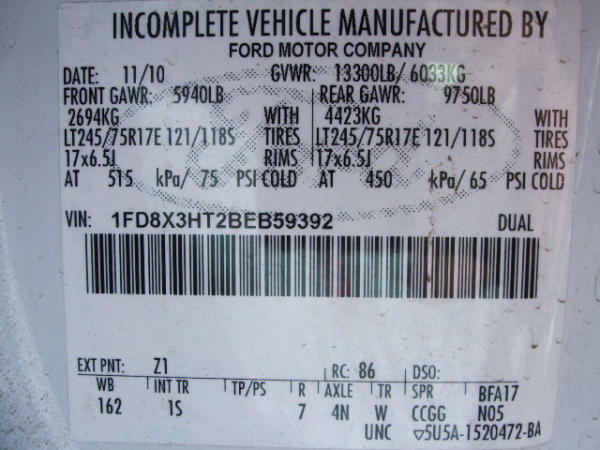 INCOMPLETE VEHICLE MANUFACTURED BY
FORD MOTOR COMPANY
DATE: 11/10 GVWR: 13300LB/ 6033KG
FRONT GAWR: 5940LB REAR GAWR: 9750LB
2694KG WITH 4423KG WITH
LT245/75R17E 121/118S TIRES LT245/75R17E 121/118S TIRES
17x6.5J RIMS 17x6.5J RIMS
AT 515 kPa/ 75 PSI COLD AT 450 kPa/ 65 PSI COLD
VIN: 1FD8X3HT2BEB59392 DUAL
EXT PNT: Z1 RC: 86 DSO:
WB INT TR TP/PS R AXLE TR SPR BFA17
162 1S 7 4N W CCGG N05
UNC ▽5U5A-1520472-BA